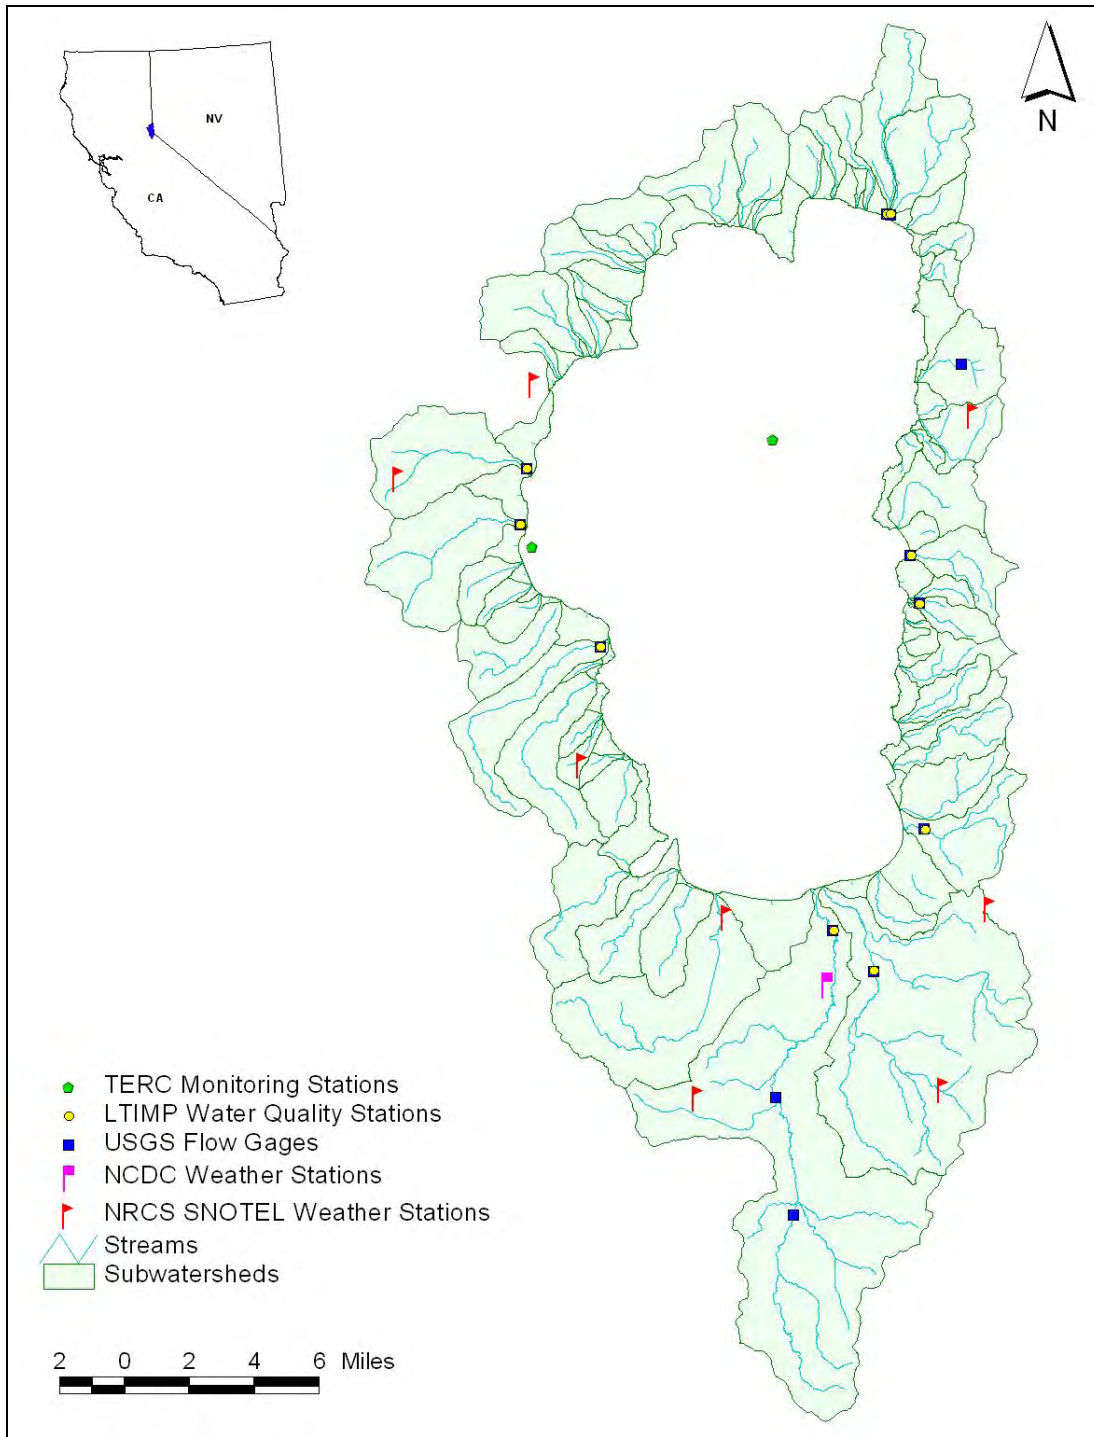 NV
CA
N
TERC Monitoring Stations
LTIMP Water Quality Stations
USGS Flow Gages
NCDC Weather Stations
NRCS SNOTEL Weather Stations
Streams
Subwatersheds
2 0 2 4 6 Miles